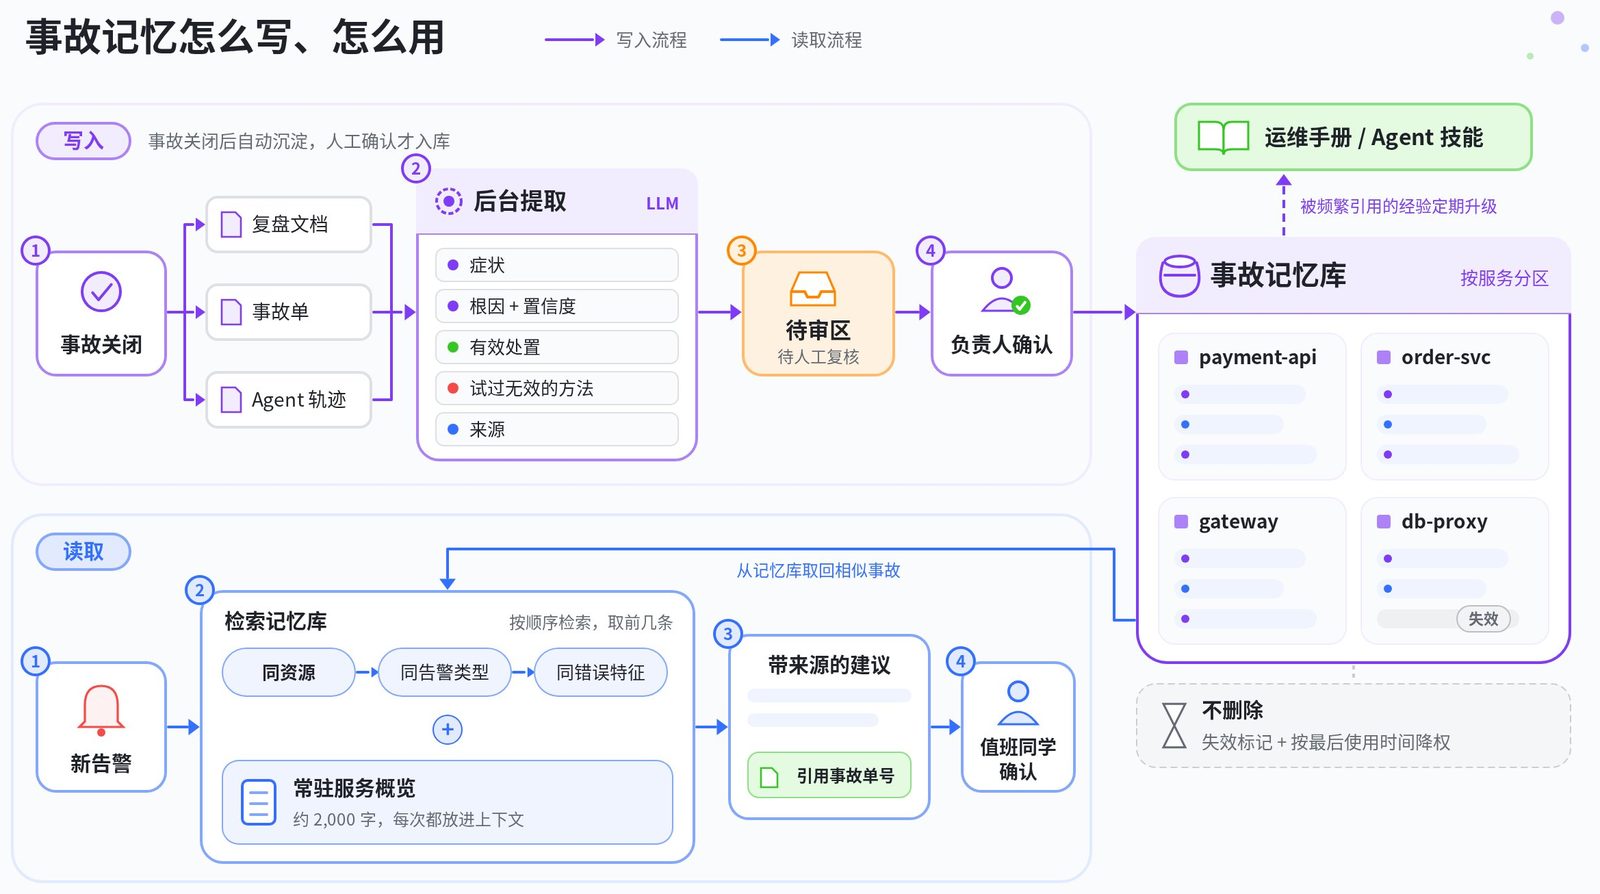 事故记忆怎么写、怎么用
写入流程
读取流程
写入
事故关闭后自动沉淀，人工确认才入库
1
事故关闭
复盘文档
事故单
Agent 轨迹
2
后台提取
LLM
症状
根因 + 置信度
有效处置
试过无效的方法
来源
3
待审区
待人工复核
4
负责人确认
运维手册 / Agent 技能
被频繁引用的经验定期升级
事故记忆库
按服务分区
payment-api
order-svc
gateway
db-proxy
失效
不删除
失效标记 + 按最后使用时间降权
读取
从记忆库取回相似事故
1
新告警
2
检索记忆库
按顺序检索，取前几条
同资源
同告警类型
同错误特征
+
常驻服务概览
约 2,000 字，每次都放进上下文
3
带来源的建议
引用事故单号
4
值班同学
确认